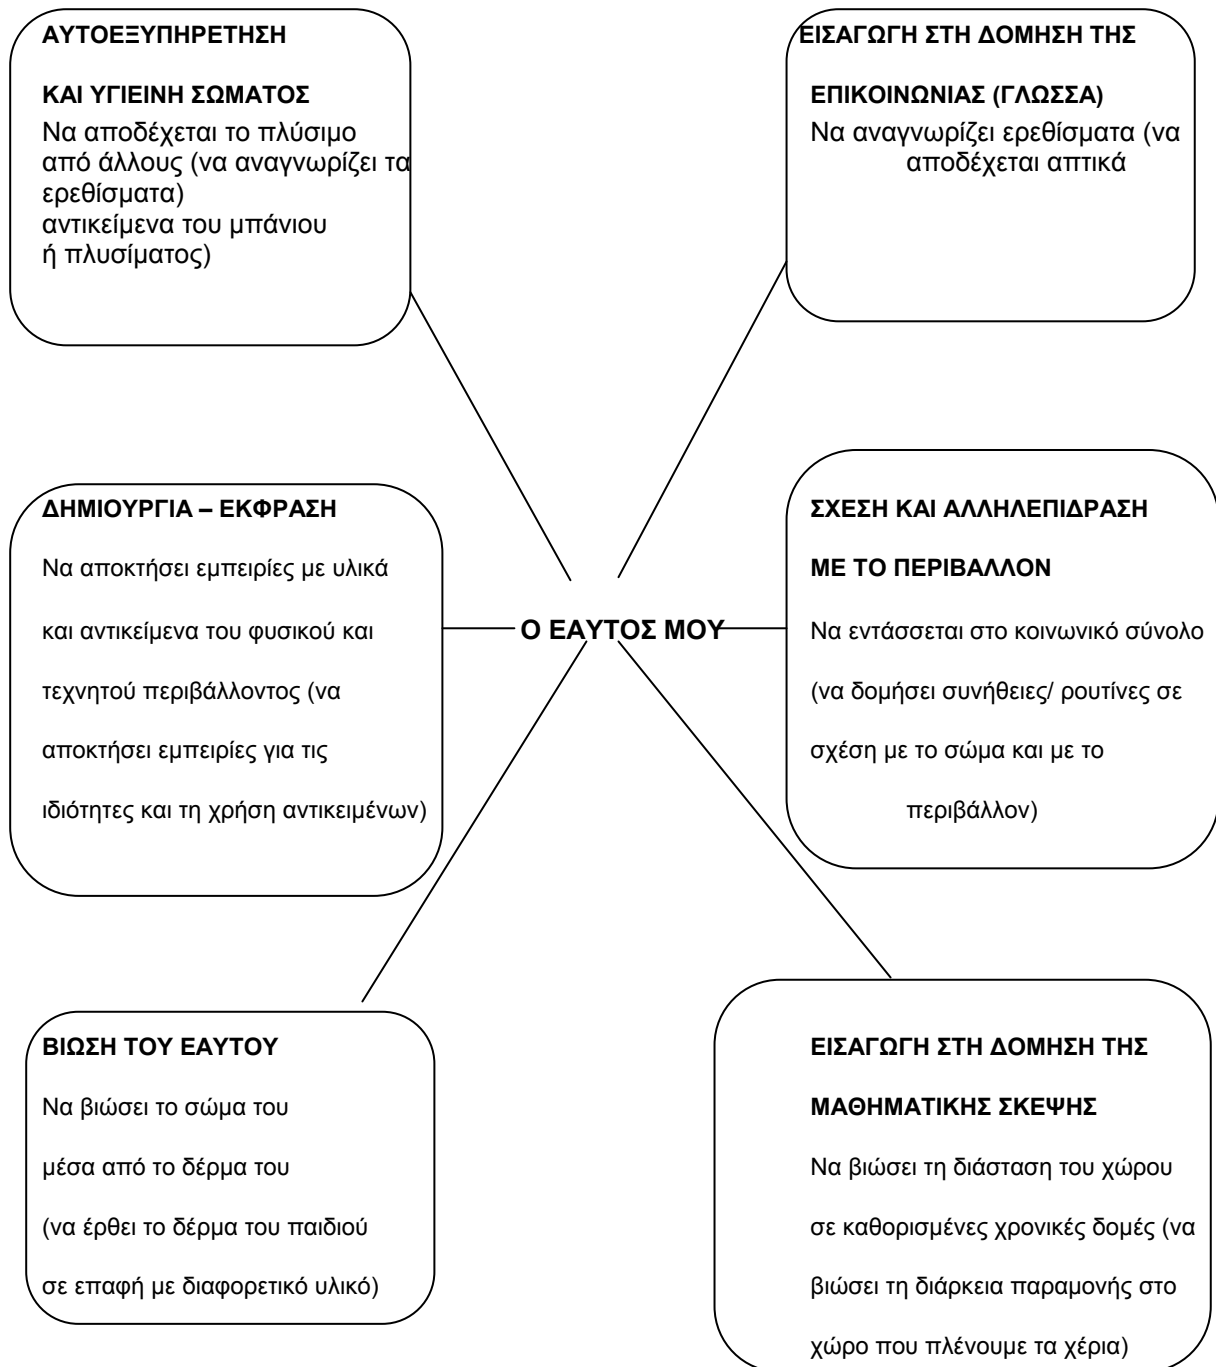 ΑΥΤΟΕΞΥΠΗΡΕΤΗΣΗ
ΚΑΙ ΥΓΙΕΙΝΗ ΣΩΜΑΤΟΣ
Να αποδέχεται το πλύσιμο
από άλλους (να αναγνωρίζει τα
ερεθίσματα)
αντικείμενα του μπάνιου
ή πλυσίματος)
ΕΙΣΑΓΩΓΗ ΣΤΗ ΔΟΜΗΣΗ ΤΗΣ
ΕΠΙΚΟΙΝΩΝΙΑΣ (ΓΛΩΣΣΑ)
Να αναγνωρίζει ερεθίσματα (να
αποδέχεται απτικά
ΔΗΜΙΟΥΡΓΙΑ – ΕΚΦΡΑΣΗ
Να αποκτήσει εμπειρίες με υλικά
και αντικείμενα του φυσικού και
τεχνητού περιβάλλοντος (να
αποκτήσει εμπειρίες για τις
ιδιότητες και τη χρήση αντικειμένων)
Ο ΕΑΥΤΟΣ ΜΟΥ
ΣΧΕΣΗ ΚΑΙ ΑΛΛΗΛΕΠΙΔΡΑΣΗ
ΜΕ ΤΟ ΠΕΡΙΒΑΛΛΟΝ
Να εντάσσεται στο κοινωνικό σύνολο
(να δομήσει συνήθειες/ ρουτίνες σε
σχέση με το σώμα και με το
περιβάλλον)
ΒΙΩΣΗ ΤΟΥ ΕΑΥΤΟΥ
Να βιώσει το σώμα του
μέσα από το δέρμα του
(να έρθει το δέρμα του παιδιού
σε επαφή με διαφορετικό υλικό)
ΕΙΣΑΓΩΓΗ ΣΤΗ ΔΟΜΗΣΗ ΤΗΣ
ΜΑΘΗΜΑΤΙΚΗΣ ΣΚΕΨΗΣ
Να βιώσει τη διάσταση του χώρου
σε καθορισμένες χρονικές δομές (να
βιώσει τη διάρκεια παραμονής στο
χώρο που πλένουμε τα χέρια)